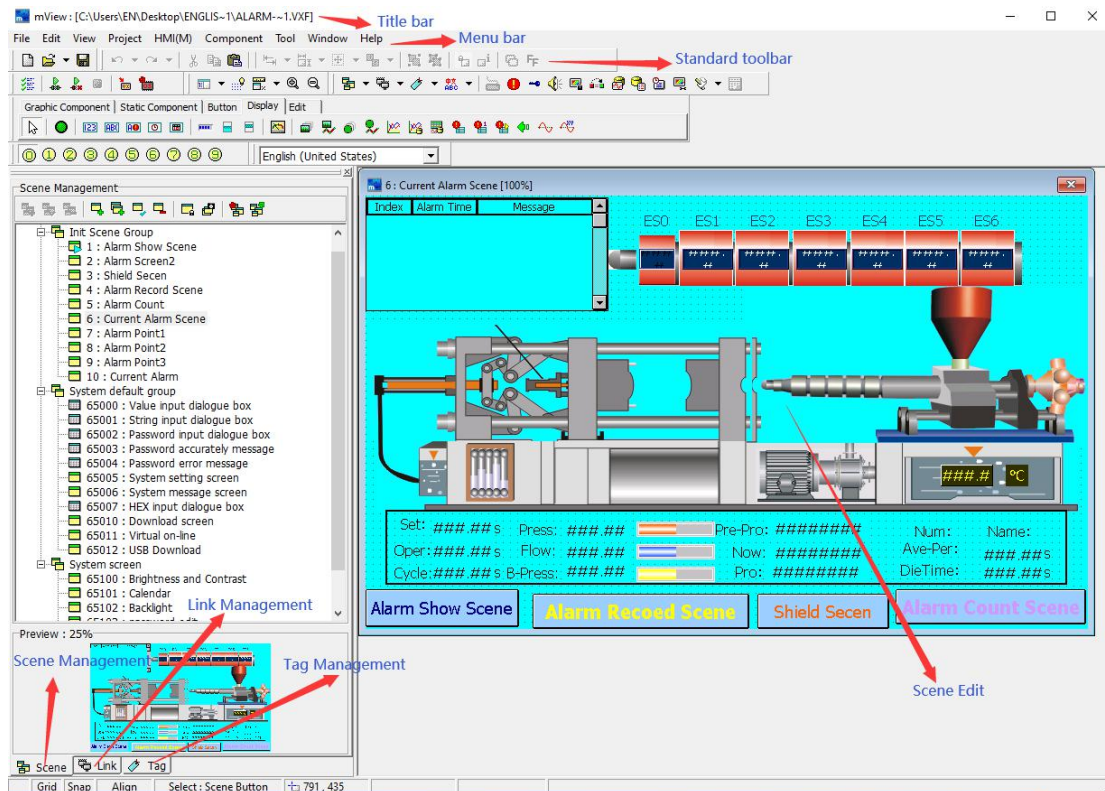 mView : [C:\Users\EN\Desktop\ENGLIS~1\ALARM-~1.VXF]
Title bar
File Edit View Project HMI(M) Component Tool Window Help
Menu bar
Standard toolbar
Graphic Component Static Component Button Display Edit
0 1 2 3 4 5 6 7 8 9 English (United States)
Scene Management
Init Scene Group
1 : Alarm Show Scene
2 : Alarm Screen2
3 : Shield Secen
4 : Alarm Record Scene
5 : Alarm Count
6 : Current Alarm Scene
7 : Alarm Point1
8 : Alarm Point2
9 : Alarm Point3
10 : Current Alarm
System default group
65000 : Value input dialogue box
65001 : String input dialogue box
65002 : Password input dialogue box
65003 : Password accurately message
65004 : Password error message
65005 : System setting screen
65006 : System message screen
65007 : HEX input dialogue box
65010 : Download screen
65011 : Virtual on-line
65012 : USB Download
System screen
65100 : Brightness and Contrast
65101 : Calendar
65102 : Backlight
Link Management
Preview : 25%
Scene Management
Tag Management
Scene Link Tag
Grid Snap Align Select : Scene Button 791 , 435
6 : Current Alarm Scene [100%]
Index Alarm Time Message
ES0 ES1 ES2 ES3 ES4 ES5 ES6
###.#
###.# ℃
Set: ###.## s Press: ###.## Pre-Pro: ######## Num: Name:
Oper: ###.## s Flow: ###.## Now: ######## Ave-Per: ###.## s
Cycle: ###.## s B-Press: ###.## Pro: ######## DieTime: ###.## s
Alarm Show Scene Alarm Recoed Scene Shield Secen Alarm Count Scene
Scene Edit